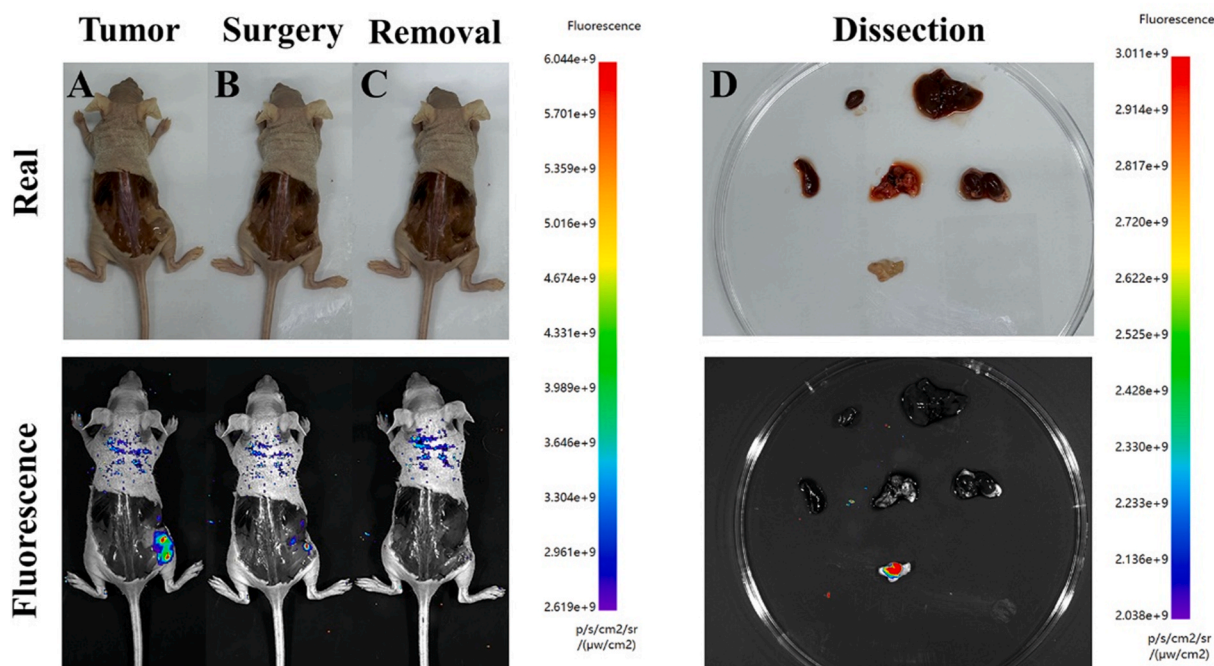 Tumor Surgery Removal
Dissection
Fluorescence
Fluorescence
A
B
C
D
Real
Fluorescence
6.044e+9
5.701e+9
5.359e+9
5.016e+9
4.674e+9
4.331e+9
3.989e+9
3.646e+9
3.304e+9
2.961e+9
2.619e+9
p/s/cm2/sr
/(μw/cm2)
3.011e+9
2.914e+9
2.817e+9
2.720e+9
2.622e+9
2.525e+9
2.428e+9
2.330e+9
2.233e+9
2.136e+9
2.038e+9
p/s/cm2/sr
/(μw/cm2)